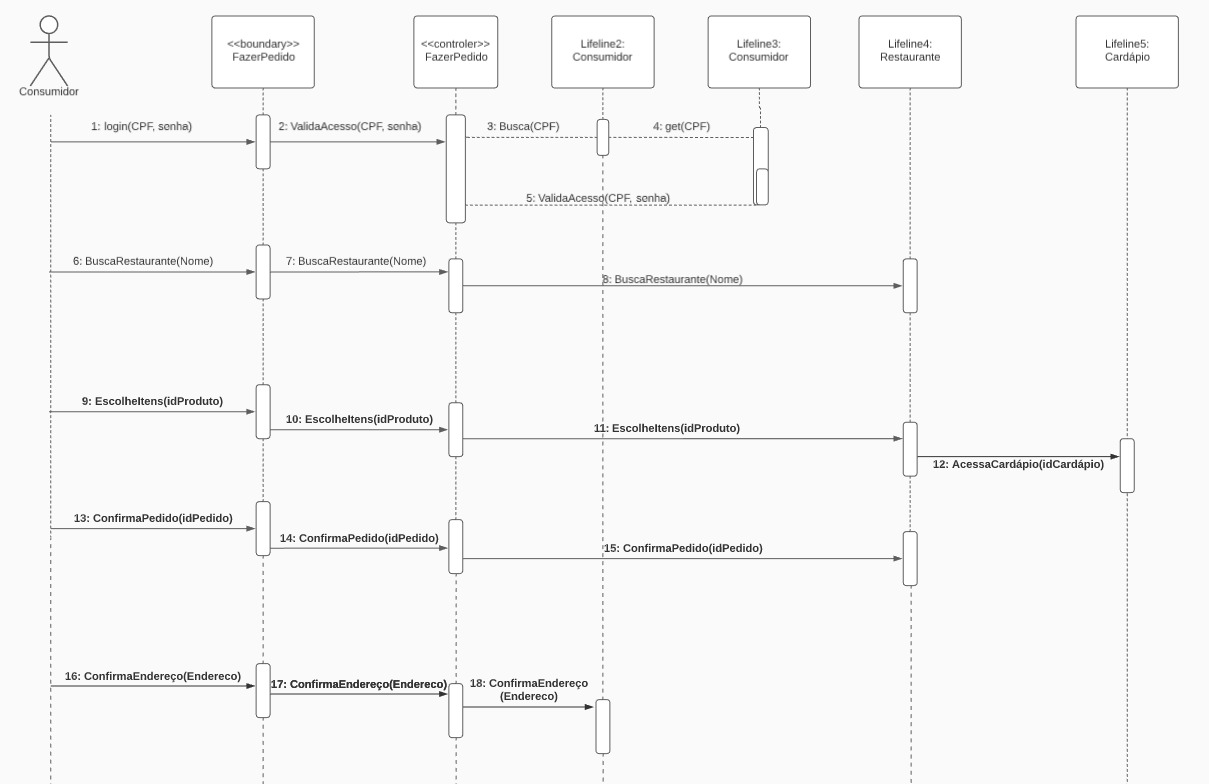 <<boundary>>
FazerPedido
<<controler>>
FazerPedido
Lifeline2:
Consumidor
Lifeline3:
Consumidor
Lifeline4:
Restaurante
Lifeline5:
Cardápio
Consumidor
1: login(CPF, senha)
2: ValidaAcesso(CPF, senha)
3: Busca(CPF)
4: get(CPF)
5: ValidaAcesso(CPF, senha)
6: BuscaRestaurante(Nome)
7: BuscaRestaurante(Nome)
8: BuscaRestaurante(Nome)
9: EscolheItens(idProduto)
10: EscolheItens(idProduto)
11: EscolheItens(idProduto)
12: AcessaCardápio(idCardápio)
13: ConfirmaPedido(idPedido)
14: ConfirmaPedido(idPedido)
15: ConfirmaPedido(idPedido)
16: ConfirmaEndereço(Endereco)
17: ConfirmaEndereço(Endereco)
18: ConfirmaEndereço
(Endereco)